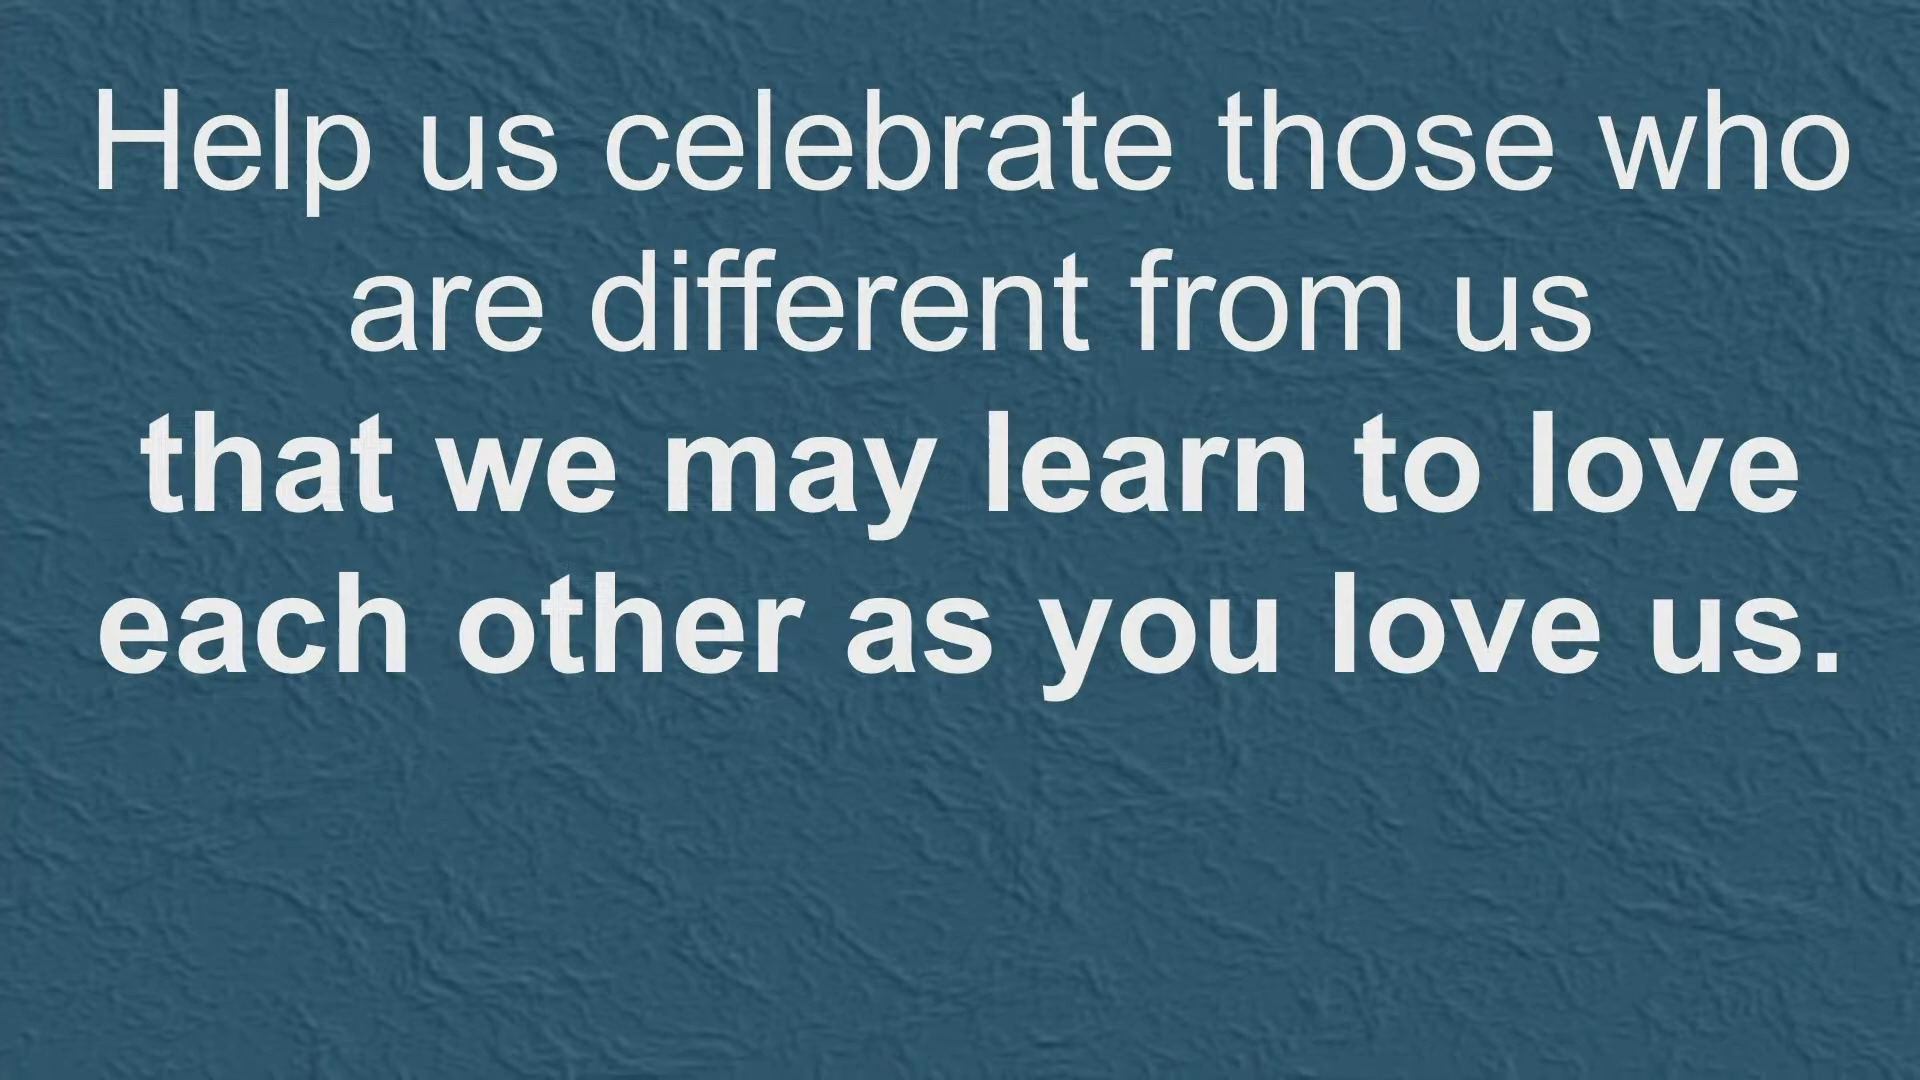 Help us celebrate those who
are different from us
that we may learn to love
each other as you love us.